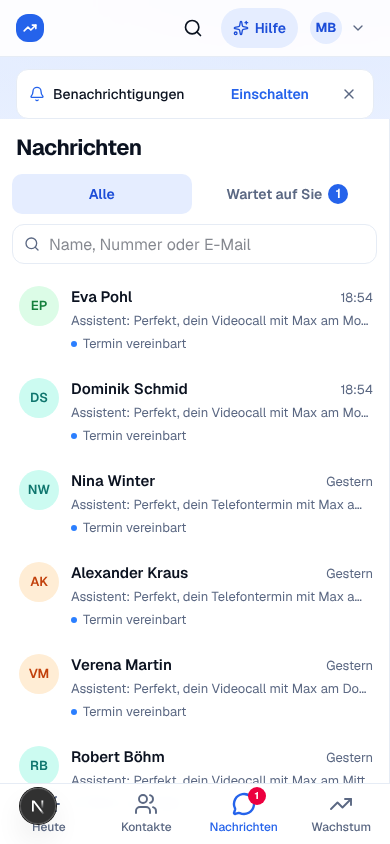 Hilfe
MB
Benachrichtigungen
Einschalten
Nachrichten
Alle
Wartet auf Sie 1
Name, Nummer oder E-Mail
EP
Eva Pohl
18:54
Assistent: Perfekt, dein Videocall mit Max am Mo…
Termin vereinbart
DS
Dominik Schmid
18:54
Assistent: Perfekt, dein Videocall mit Max am Mo…
Termin vereinbart
NW
Nina Winter
Gestern
Assistent: Perfekt, dein Telefontermin mit Max a…
Termin vereinbart
AK
Alexander Kraus
Gestern
Assistent: Perfekt, dein Telefontermin mit Max a…
Termin vereinbart
VM
Verena Martin
Gestern
Assistent: Perfekt, dein Videocall mit Max am Do…
Termin vereinbart
RB
Robert Böhm
Gestern
Assistent: Perfekt, dein Videocall mit Max am Mitt
N
1
Heute
Kontakte
Nachrichten
Wachstum